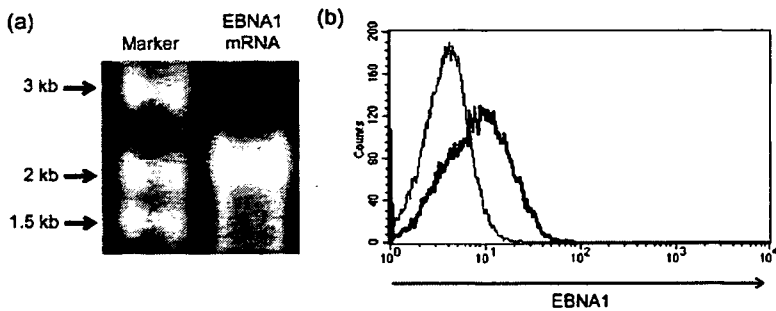 (a)
Marker
EBNA1
mRNA
3 kb
2 kb
1.5 kb
(b)
Counts
200
160
120
80
40
0
10⁰
10¹
10²
10³
10⁴
EBNA1